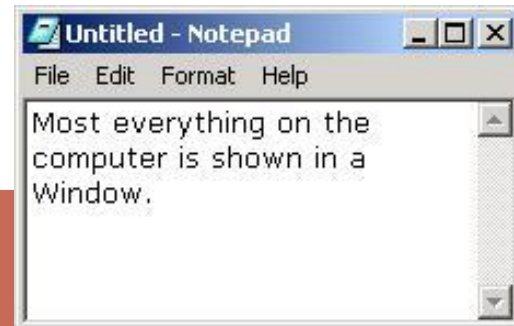 Untitled - Notepad
File Edit Format Help
Most everything on the
computer is shown in a
Window.